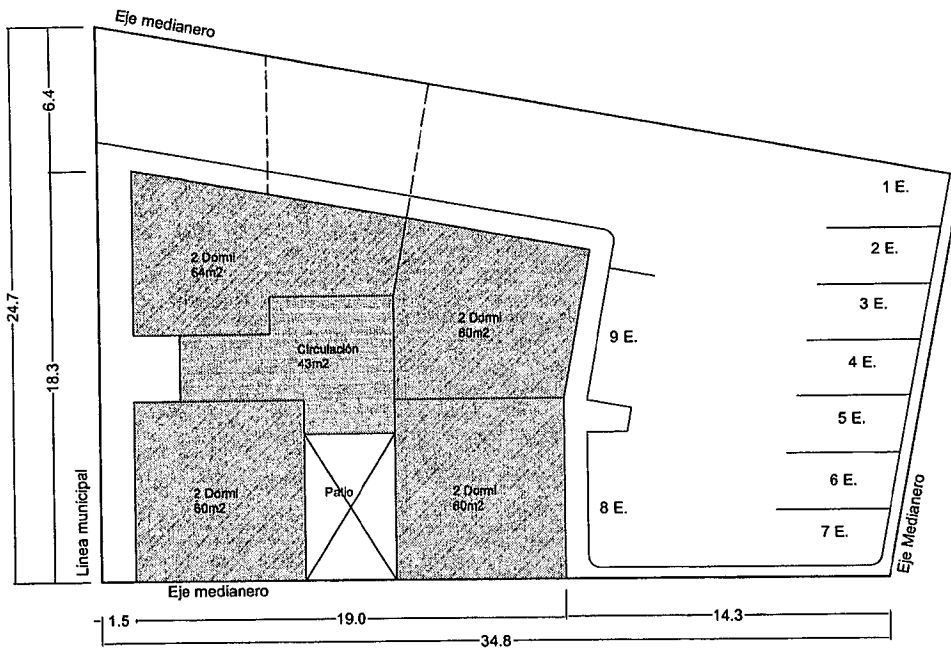 Eje medianero
6.4
24.7
18.3
1 E.
2 E.
3 E.
4 E.
5 E.
6 E.
7 E.
8 E.
9 E.
2 Dormi
64m2
2 Dormi
60m2
Circulación
43m2
2 Dormi
60m2
Patio
2 Dormi
60m2
Línea municipal
Eje medianero
Eje Medianero
1.5
19.0
14.3
34.8